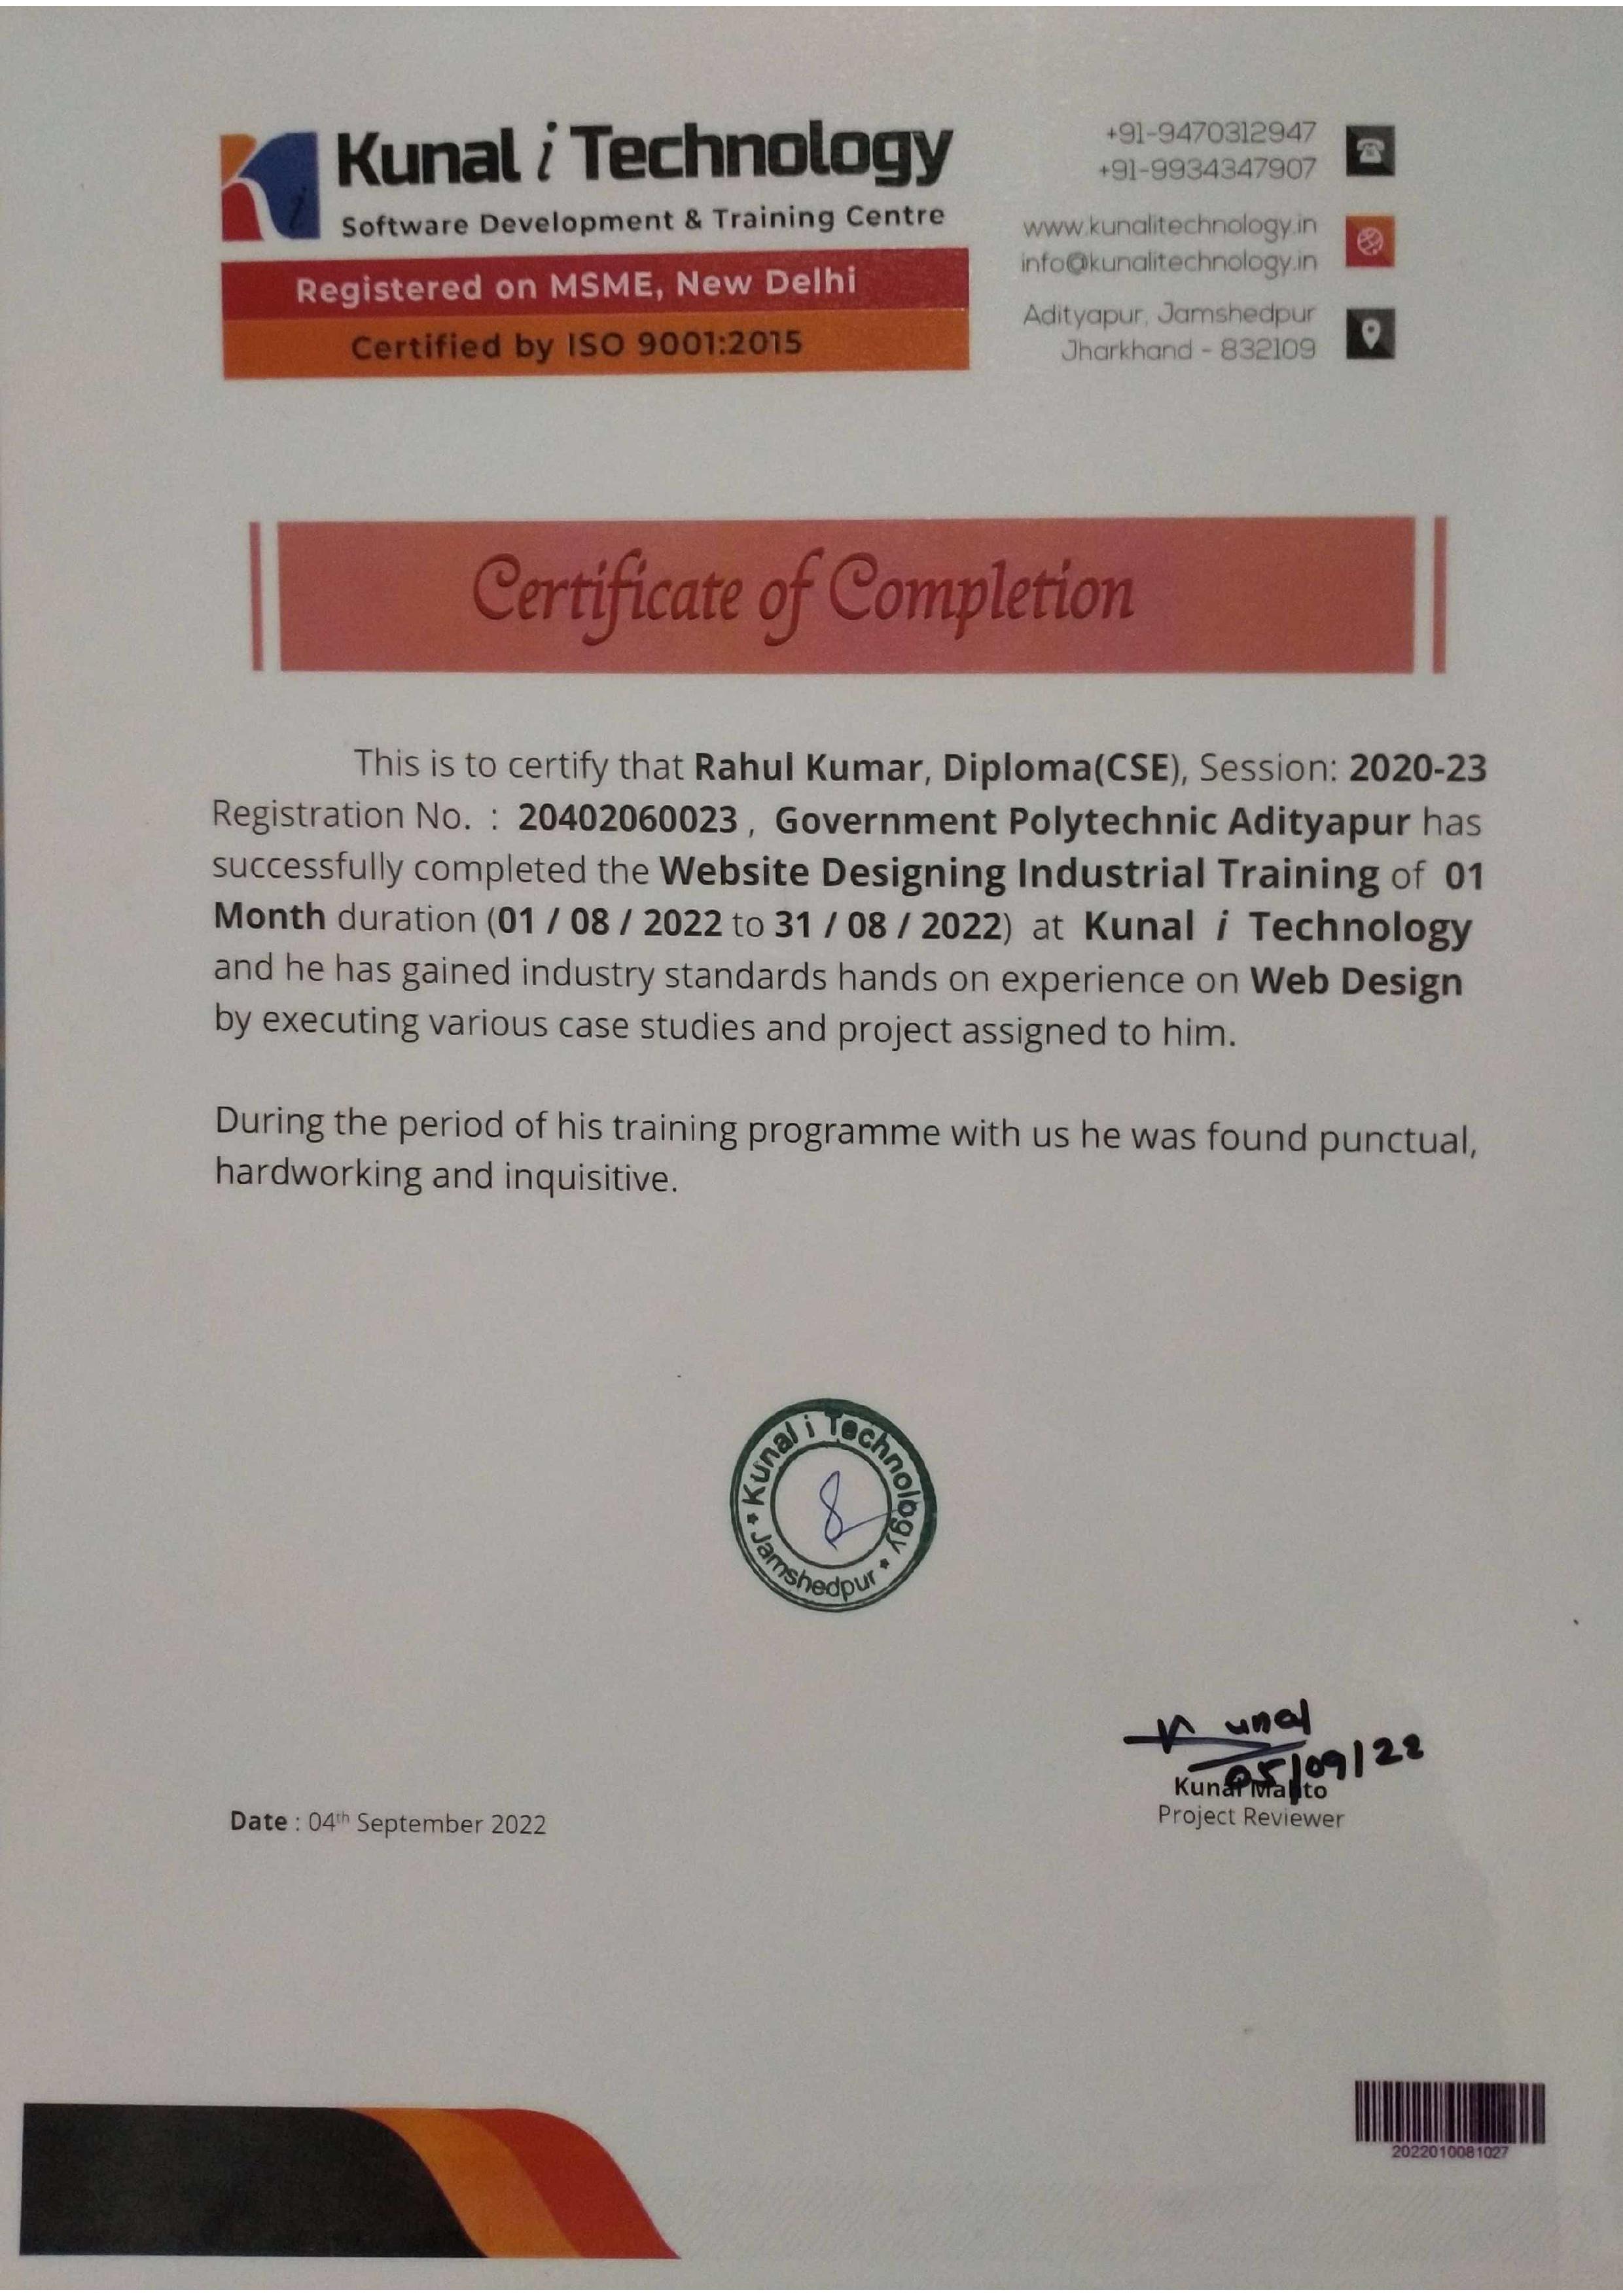 Kunal i Technology
Software Development & Training Centre
Registered on MSME, New Delhi
Certified by ISO 9001:2015
+91-9470312947
+91-9934347907
www.kunalitechnology.in
info@kunalitechnology.in
Adityapur, Jamshedpur
Jharkhand - 832109
Certificate of Completion
This is to certify that Rahul Kumar, Diploma(CSE), Session: 2020-23
Registration No. : 20402060023 , Government Polytechnic Adityapur has
successfully completed the Website Designing Industrial Training of 01
Month duration (01 / 08 / 2022 to 31 / 08 / 2022) at Kunal i Technology
and he has gained industry standards hands on experience on Web Design
by executing various case studies and project assigned to him.
During the period of his training programme with us he was found punctual,
hardworking and inquisitive.
Kunal i Technology
Jamshedpur
Kunal
05/09/22
Kunal
Project Reviewer
Date : 04th September 2022
2022010081027